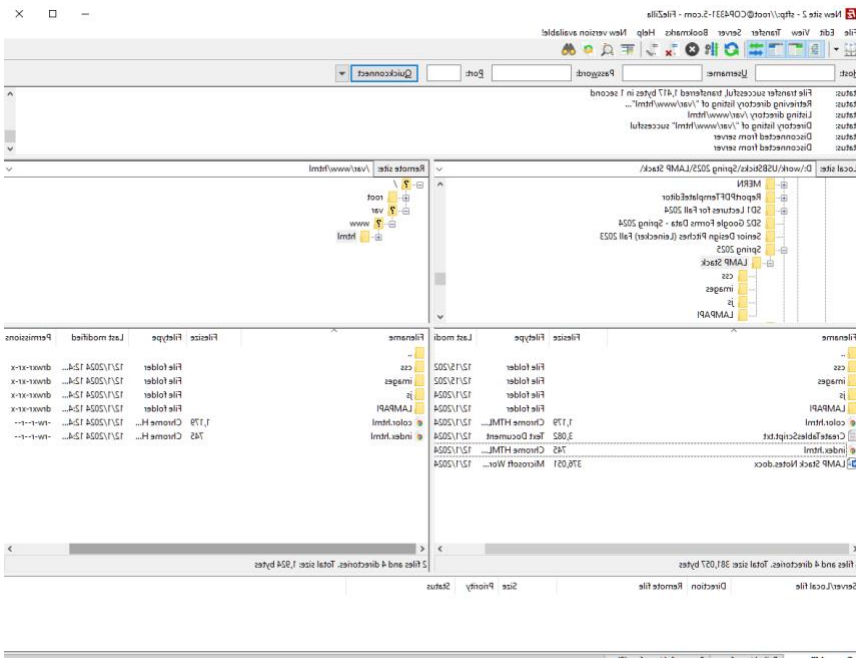 New site 2 - sftp://root@COP4331-5.com - FileZilla
File Edit View Transfer Server Bookmarks Help New version available!
Host: Username: Password: Port: Quickconnect
Status: File transfer successful, transferred 1,417 bytes in 1 second
Status: Retrieving directory listing of "/var/www/html"...
Status: Listing directory /var/www/html
Status: Directory listing of "/var/www/html" successful
Status: Disconnected from server
Status: Disconnected from server
Local site: D:\work\USBSticks\Spring 2025\LAMP Stack\
MERN
ReportPDFTemplateEditor
SD1 Lectures for Fall 2024
SD2 Google Forms Data - Spring 2024
Senior Design Pitches (Leinecker) Fall 2023
Spring 2025
LAMP Stack
css
images
js
LAMPAPI
Remote site: /var/www/html
/
root
var
www
html
Filename Filesize Filetype Last modi
..
css File folder 12/15/202
images File folder 12/15/202
js File folder 12/1/2024
LAMPAPI File folder 12/1/2024
color.html 1,179 Chrome HTML... 12/1/2024
CreateTablesScript.txt 3,082 Text Document 12/1/2024
index.html 745 Chrome HTML... 12/1/2024
LAMP Stack Notes.docx 376,051 Microsoft Wor... 12/1/2024
files and 4 directories. Total size: 381,057 bytes
Filename Filesize Filetype Last modified Permissions
..
css File folder 12/1/2024 12:4... drwxr-xr-x
images File folder 12/1/2024 12:4... drwxr-xr-x
js File folder 12/1/2024 12:4... drwxr-xr-x
LAMPAPI File folder 12/1/2024 12:4... drwxr-xr-x
color.html 1,179 Chrome H... 12/1/2024 12:4... -rw-r--r--
index.html 745 Chrome H... 12/1/2024 12:4... -rw-r--r--
2 files and 4 directories. Total size: 1,924 bytes
Server/Local file Direction Remote file Size Priority Status